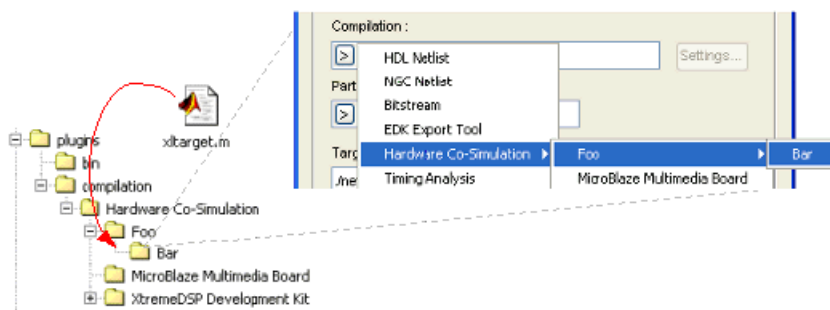 Compilation :
Settings...
HDL Netlist
NGC Netlist
Part
Bitstream
EDK Export Tool
Targ
Hardware Co-Simulation
Foo
Bar
Timing Analysis
MicroBlaze Multimedia Board
xltarget.m
plugins
bin
compilation
Hardware Co-Simulation
Foo
Bar
MicroBlaze Multimedia Board
XtremeDSP Development Kit